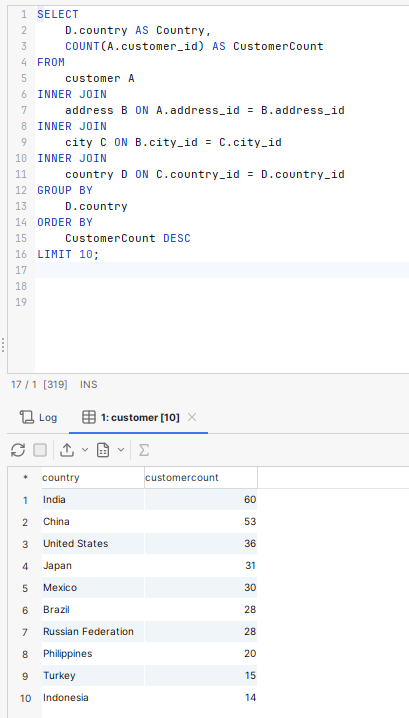 1 SELECT
2 D.country AS Country,
3 COUNT(A.customer_id) AS CustomerCount
4 FROM
5 customer A
6 INNER JOIN
7 address B ON A.address_id = B.address_id
8 INNER JOIN
9 city C ON B.city_id = C.city_id
10 INNER JOIN
11 country D ON C.country_id = D.country_id
12 GROUP BY
13 D.country
14 ORDER BY
15 CustomerCount DESC
16 LIMIT 10;
17
18
19
17 / 1 [319] INS
Log 1: customer [10]
* country customercount
1 India 60
2 China 53
3 United States 36
4 Japan 31
5 Mexico 30
6 Brazil 28
7 Russian Federation 28
8 Philippines 20
9 Turkey 15
10 Indonesia 14